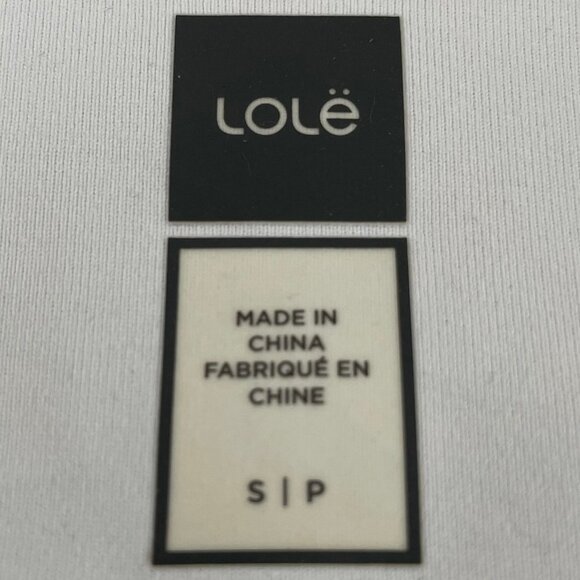 LOLË
MADE IN
CHINA
FABRIQUÉ EN
CHINE
S | P